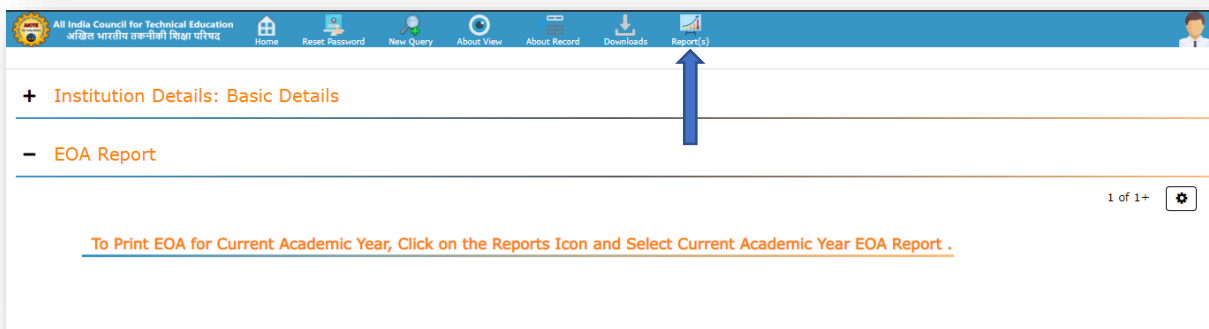 All India Council for Technical Education
अखिल भारतीय तकनीकी शिक्षा परिषद
Home
Reset Password
New Query
About View
About Record
Downloads
Report(s)
+ Institution Details: Basic Details
− EOA Report
1 of 1+
To Print EOA for Current Academic Year, Click on the Reports Icon and Select Current Academic Year EOA Report .